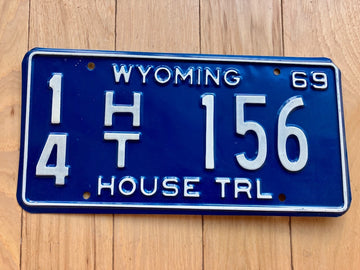 WYOMING 69
14 HT 156
HOUSE TRL